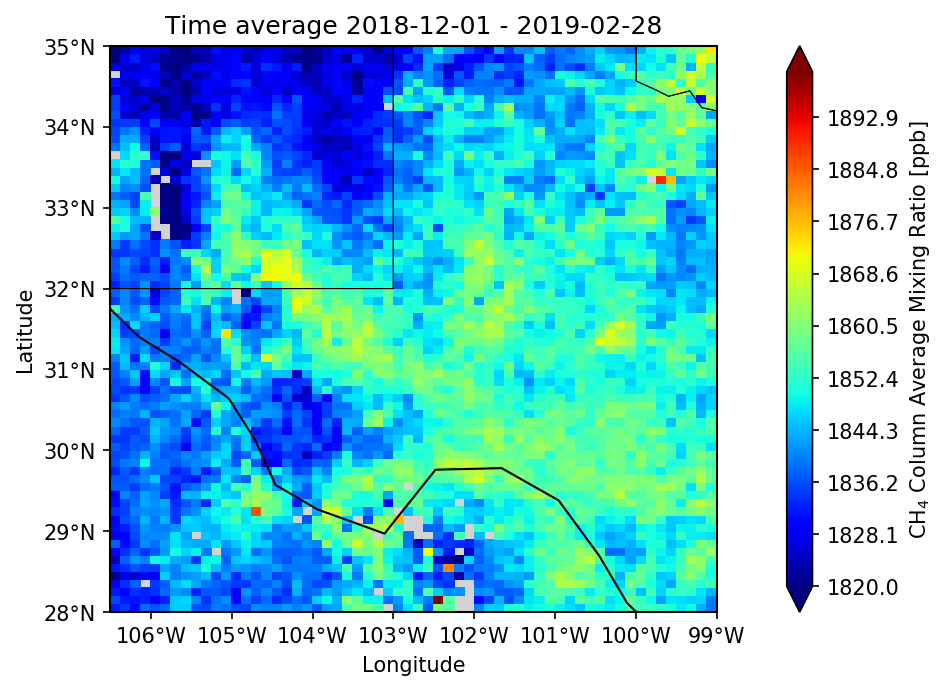 Time average 2018-12-01 - 2019-02-28
35°N
34°N
33°N
32°N
31°N
30°N
29°N
28°N
Latitude
106°W 105°W 104°W 103°W 102°W 101°W 100°W 99°W
Longitude
1892.9
1884.8
1876.7
1868.6
1860.5
1852.4
1844.3
1836.2
1828.1
1820.0
CH₄ Column Average Mixing Ratio [ppb]